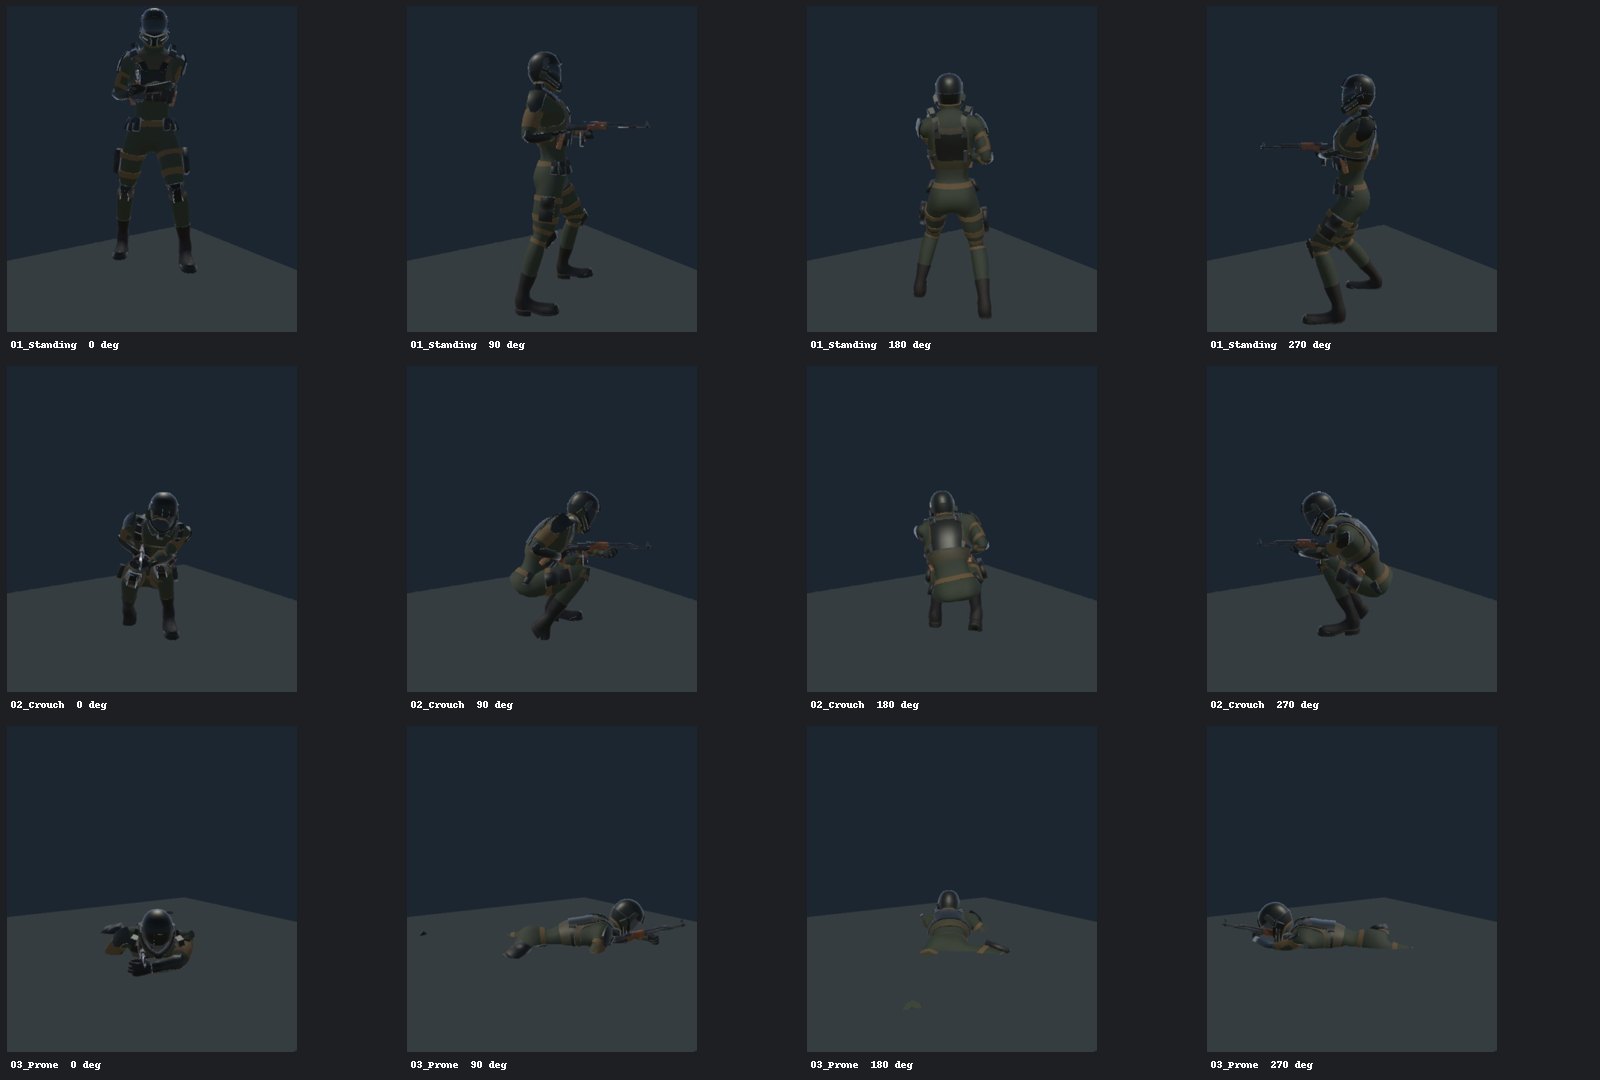 01_Standing  0 deg
01_Standing  90 deg
01_Standing  180 deg
01_Standing  270 deg
02_Crouch  0 deg
02_Crouch  90 deg
02_Crouch  180 deg
02_Crouch  270 deg
03_Prone  0 deg
03_Prone  90 deg
03_Prone  180 deg
03_Prone  270 deg